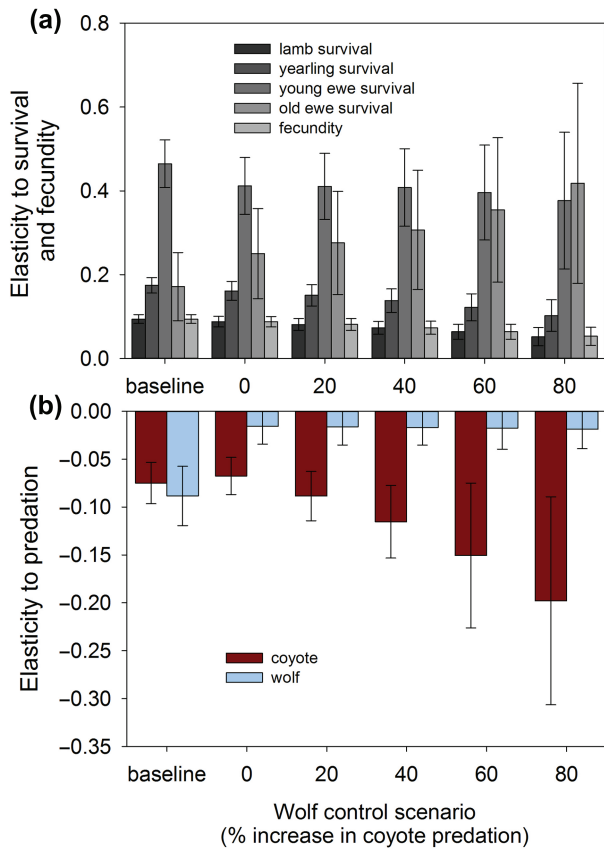 (a)
0.8
0.6
0.4
0.2
0.0
Elasticity to survival
and fecundity
lamb survival
yearling survival
young ewe survival
old ewe survival
fecundity
baseline 0 20 40 60 80
(b)
0.00
−0.05
−0.10
−0.15
−0.20
−0.25
−0.30
−0.35
Elasticity to predation
coyote
wolf
baseline 0 20 40 60 80
Wolf control scenario
(% increase in coyote predation)